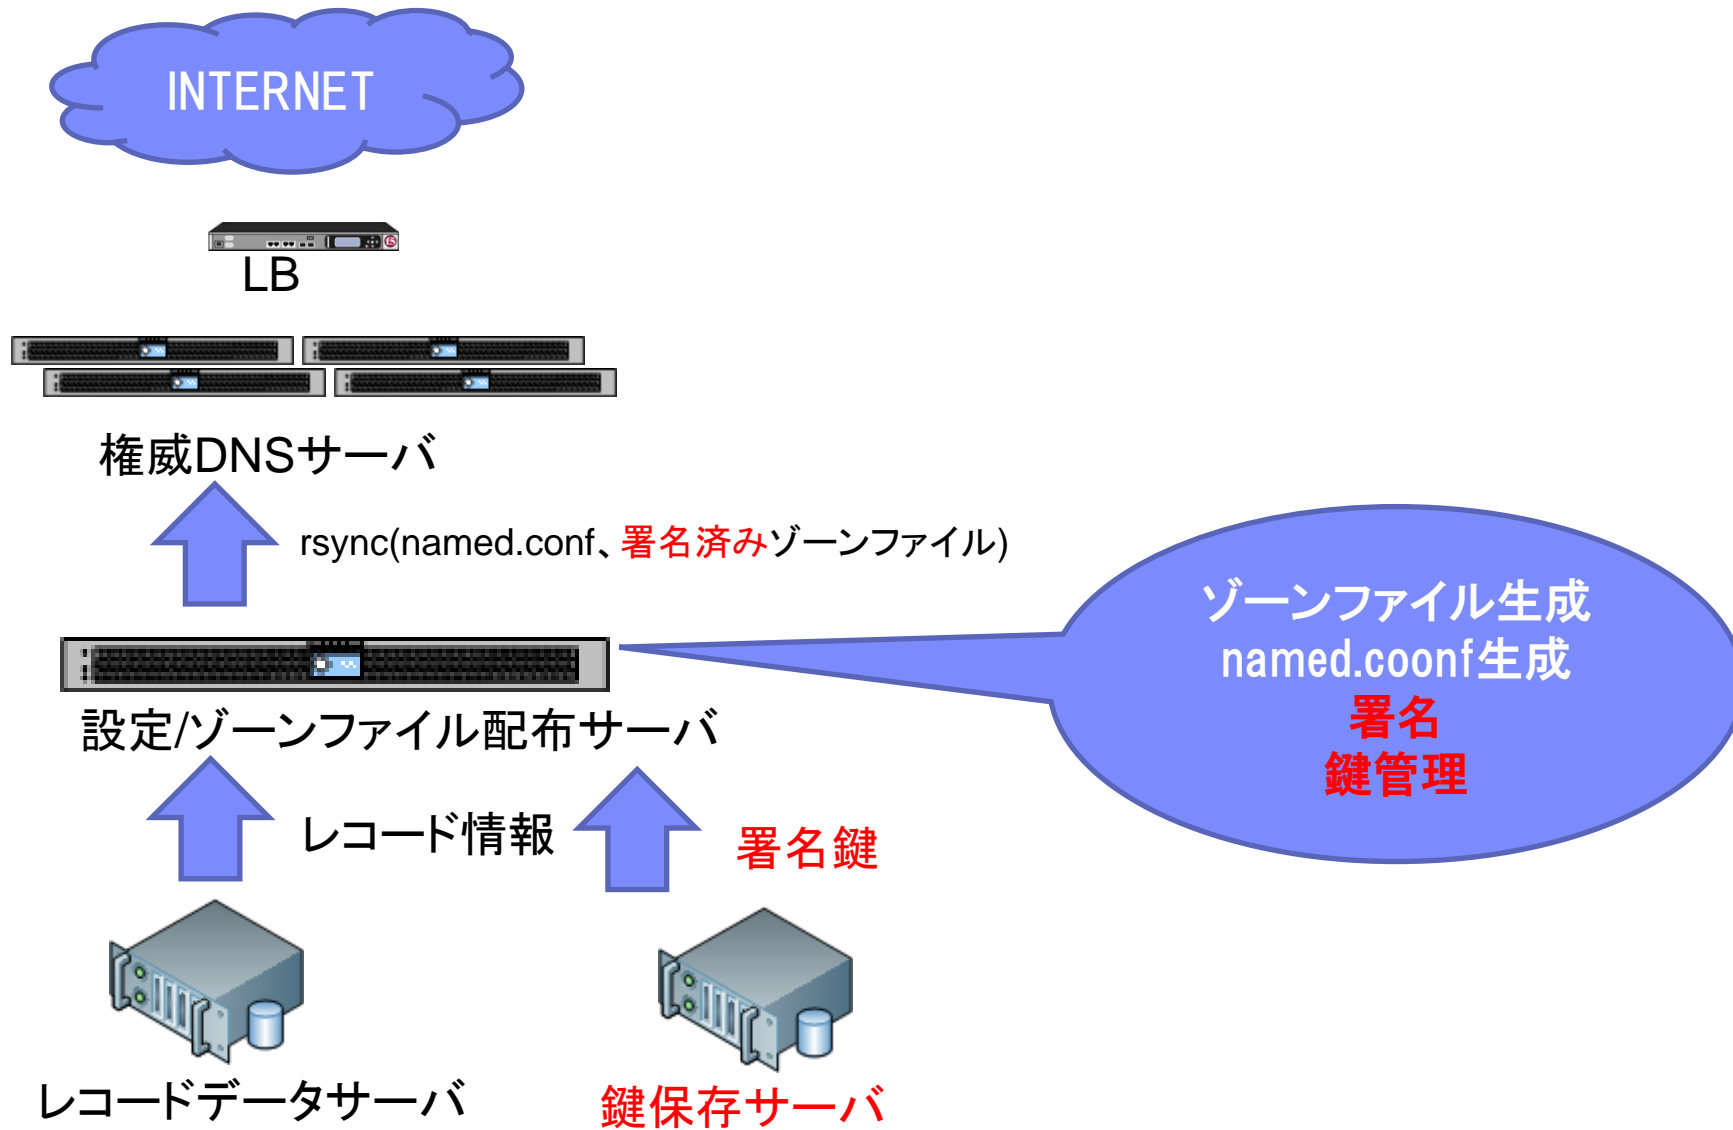 INTERNET
LB
権威DNSサーバ
rsync(named.conf、署名済みゾーンファイル)
ゾーンファイル生成
named.coonf生成
署名
鍵管理
設定/ゾーンファイル配布サーバ
レコード情報
署名鍵
レコードデータサーバ
鍵保存サーバ